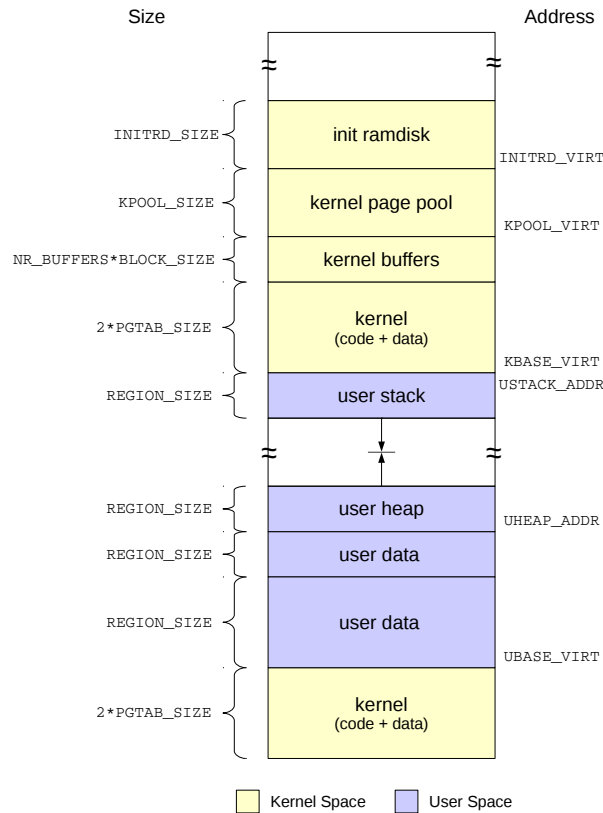 Size Address
INITRD_SIZE init ramdisk
INITRD_VIRT
KPOOL_SIZE kernel page pool
KPOOL_VIRT
NR_BUFFERS*BLOCK_SIZE kernel buffers
2*PGTAB_SIZE kernel
(code + data)
KBASE_VIRT
USTACK_ADDR
REGION_SIZE user stack
REGION_SIZE user heap
UHEAP_ADDR
REGION_SIZE user data
REGION_SIZE user data
UBASE_VIRT
2*PGTAB_SIZE kernel
(code + data)
Kernel Space User Space